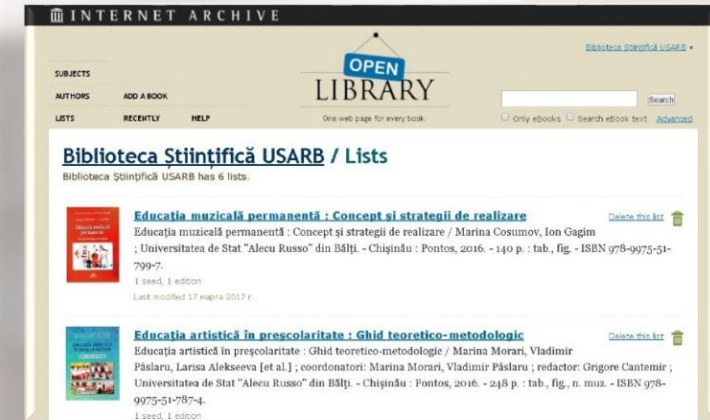 INTERNET ARCHIVE
Biblioteca Științifică USARB
SUBJECTS
AUTHORS ADD A BOOK
LISTS RECENTLY HELP
OPEN
LIBRARY
One web page for every book.
Search
Only eBooks Search eBook text Advanced
Biblioteca Științifică USARB / Lists
Biblioteca Științifică USARB has 6 lists.
Educația muzicală permanentă : Concept și strategii de realizare
Delete this list
Educația muzicală permanentă : Concept și strategii de realizare / Marina Cosumov, Ion Gagim
; Universitatea de Stat "Alecu Russo" din Bălți. - Chișinău : Pontos, 2016. - 140 p. : tab., fig. - ISBN 978-9975-51-
799-7.
1 seed, 1 edition
Last modified 17 марта 2017 г.
Educația artistică în preșcolaritate : Ghid teoretico-metodologic
Delete this list
Educația artistică în preșcolaritate : Ghid teoretico-metodologic / Marina Morari, Vladimir
Pâslaru, Larisa Alekseeva [et al.] ; coordonatori: Marina Morari, Vladimir Pâslaru ; redactor: Grigore Cantemir ;
Universitatea de Stat "Alecu Russo" din Bălți. - Chișinău : Pontos, 2016. - 248 p. : tab., fig., n. muz. - ISBN 978-
9975-51-787-4.
1 seed, 1 edition